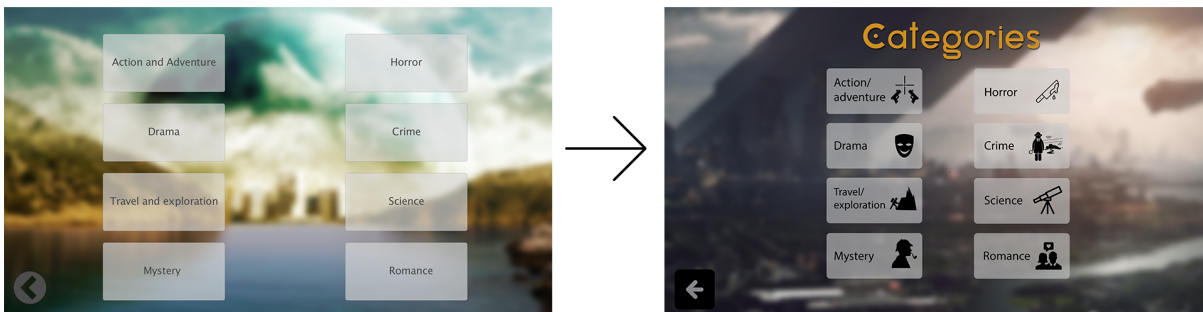 Action and Adventure
Horror
Drama
Crime
Travel and exploration
Science
Mystery
Romance
Categories
Action/
adventure
Horror
Drama
Crime
Travel/
exploration
Science
Mystery
Romance